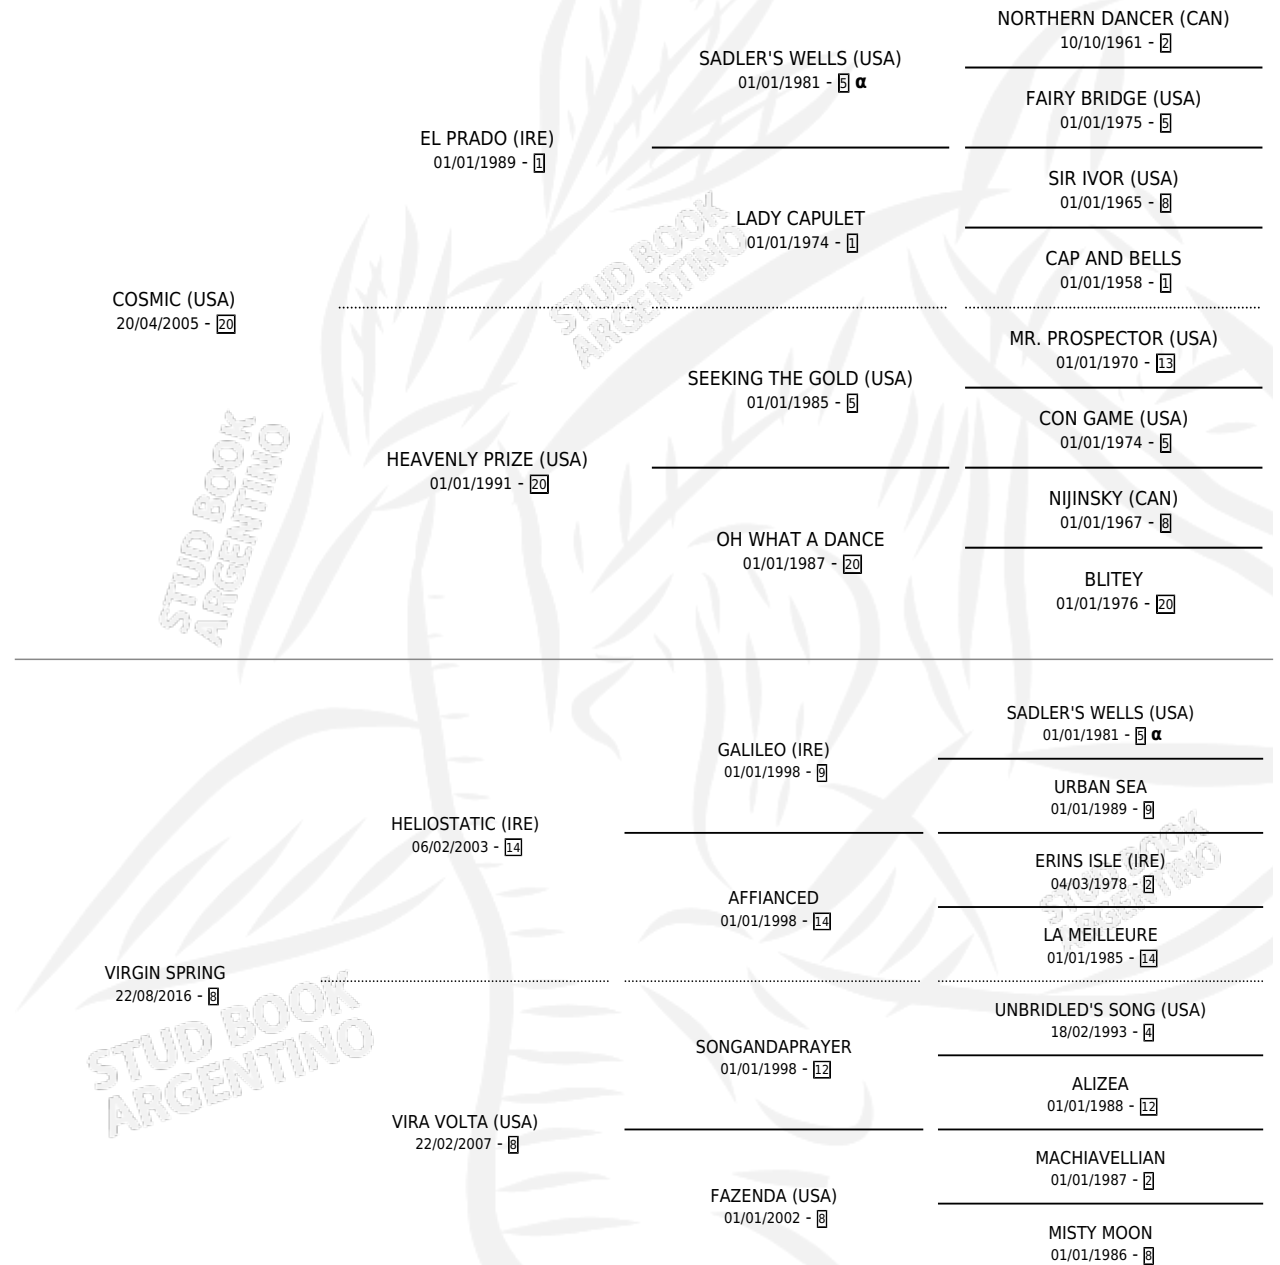 NORTHERN DANCER (CAN)
10/10/1961 - 2
SADLER'S WELLS (USA)
01/01/1981 - 5 α
FAIRY BRIDGE (USA)
01/01/1975 - 5
EL PRADO (IRE)
01/01/1989 - 1
SIR IVOR (USA)
01/01/1965 - 8
LADY CAPULET
01/01/1974 - 1
CAP AND BELLS
01/01/1958 - 1
COSMIC (USA)
20/04/2005 - 20
STUD BOOK
ARGENTINO
MR. PROSPECTOR (USA)
01/01/1970 - 13
SEEKING THE GOLD (USA)
01/01/1985 - 5
CON GAME (USA)
01/01/1974 - 5
HEAVENLY PRIZE (USA)
01/01/1991 - 20
NIJINSKY (CAN)
01/01/1967 - 8
OH WHAT A DANCE
01/01/1987 - 20
BLITEY
01/01/1976 - 20
STUD BOOK
ARGENTINO
SADLER'S WELLS (USA)
01/01/1981 - 5 α
GALILEO (IRE)
01/01/1998 - 9
URBAN SEA
01/01/1989 - 9
HELIOSTATIC (IRE)
06/02/2003 - 14
ERINS ISLE (IRE)
04/03/1978 - 2
AFFIANCED
01/01/1998 - 14
LA MEILLEURE
01/01/1985 - 14
STUD BOOK
ARGENTINO
VIRGIN SPRING
22/08/2016 - 8
STUD BOOK
ARGENTINO
UNBRIDLED'S SONG (USA)
18/02/1993 - 4
SONGANDAPRAYER
01/01/1998 - 12
ALIZEA
01/01/1988 - 12
VIRA VOLTA (USA)
22/02/2007 - 8
MACHIAVELLIAN
01/01/1987 - 2
FAZENDA (USA)
01/01/2002 - 8
MISTY MOON
01/01/1986 - 8